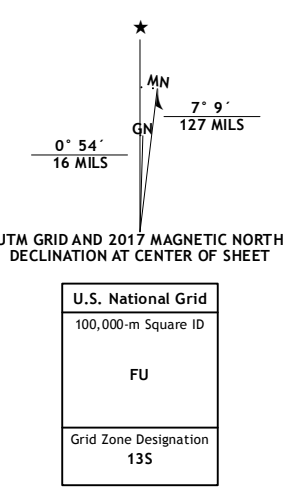 ★
MN
7° 9´
127 MILS
GN
0° 54´
16 MILS
UTM GRID AND 2017 MAGNETIC NORTH
DECLINATION AT CENTER OF SHEET
U.S. National Grid
100,000-m Square ID
FU
Grid Zone Designation
13S